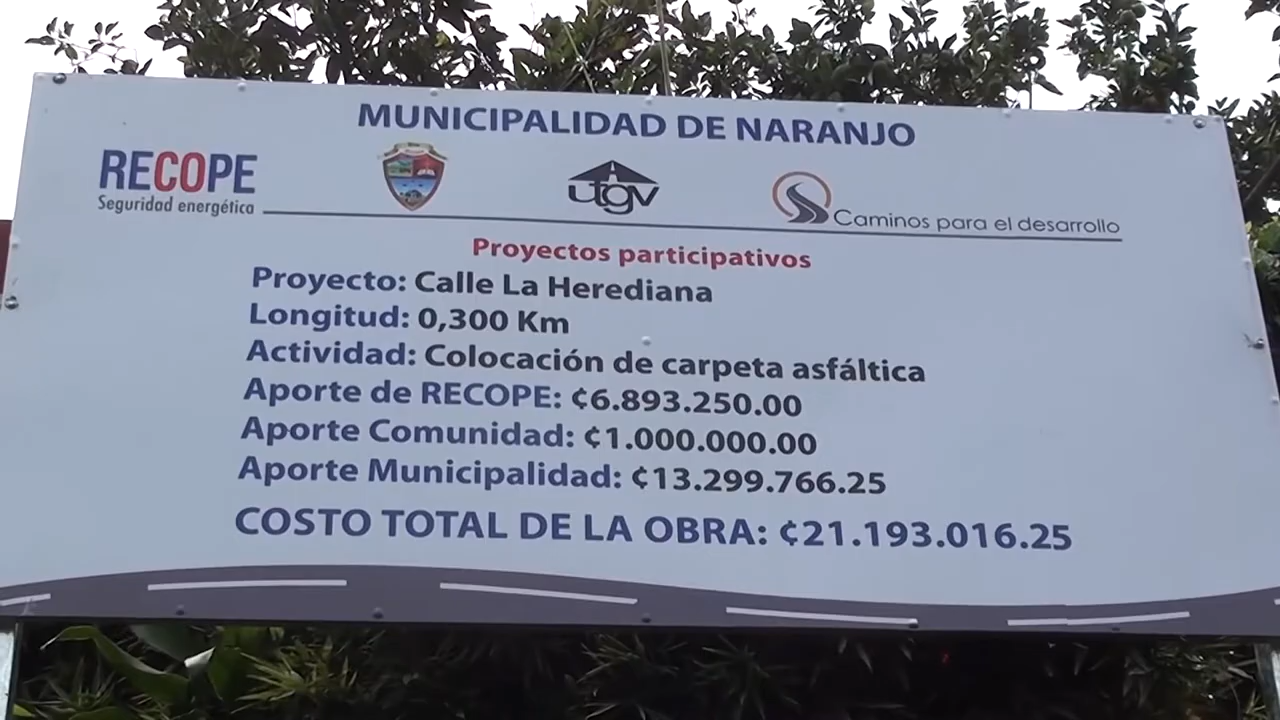 MUNICIPALIDAD DE NARANJO
RECOPE
Seguridad energética
utgv
Caminos para el desarrollo
Proyectos participativos
Proyecto: Calle La Herediana
Longitud: 0,300 Km
Actividad: Colocación de carpeta asfáltica
Aporte de RECOPE: ¢6.893.250.00
Aporte Comunidad: ¢1.000.000.00
Aporte Municipalidad: ¢13.299.766.25
COSTO TOTAL DE LA OBRA: ¢21.193.016.25